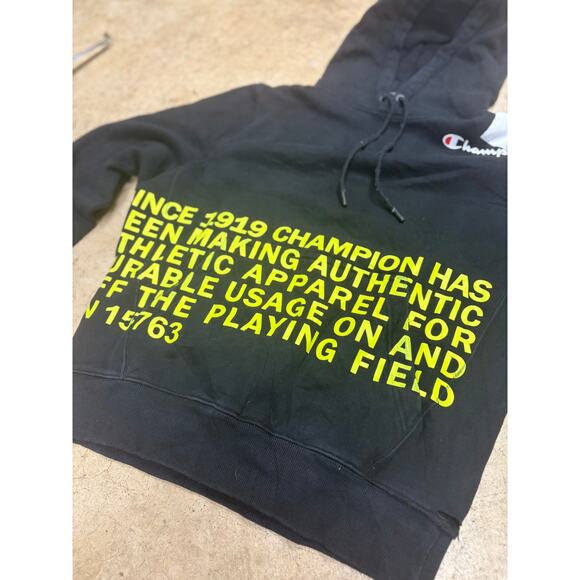 Champ
INCE 1919 CHAMPION HAS
EEN MAKING AUTHENTIC
THLETIC APPAREL FOR
URABLE USAGE ON AND
FF THE PLAYING FIELD
15763